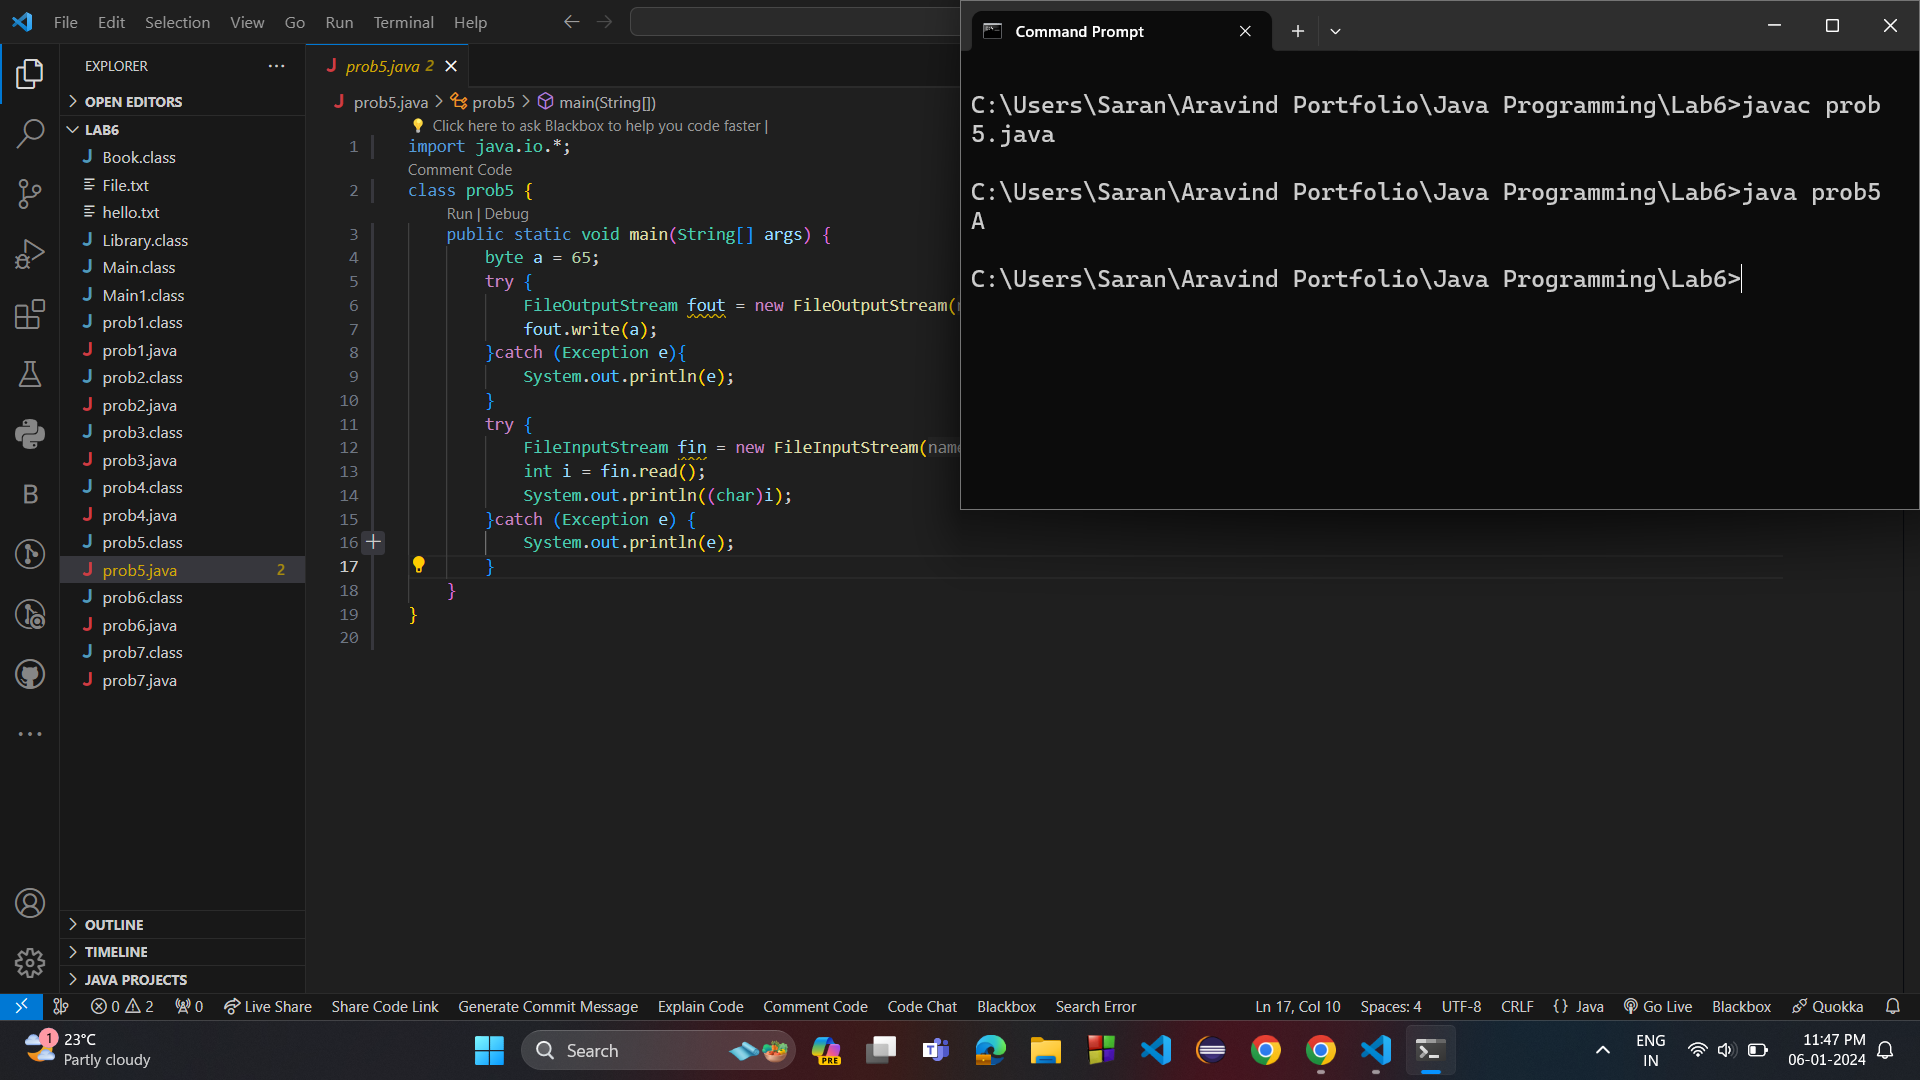 File Edit Selection View Go Run Terminal Help
EXPLORER
OPEN EDITORS
LAB6
Book.class
File.txt
hello.txt
Library.class
Main.class
Main1.class
prob1.class
prob1.java
prob2.class
prob2.java
prob3.class
prob3.java
prob4.class
prob4.java
prob5.class
prob5.java 2
prob6.class
prob6.java
prob7.class
prob7.java
OUTLINE
TIMELINE
JAVA PROJECTS
prob5.java 2
prob5.java > prob5 > main(String[])
Click here to ask Blackbox to help you code faster |
1 import java.io.*;
Comment Code
2 class prob5 {
Run | Debug
3 public static void main(String[] args) {
4 byte a = 65;
5 try {
6 FileOutputStream fout = new FileOutputStream(
7 fout.write(a);
8 }catch (Exception e){
9 System.out.println(e);
10 }
11 try {
12 FileInputStream fin = new FileInputStream(name
13 int i = fin.read();
14 System.out.println((char)i);
15 }catch (Exception e) {
16 System.out.println(e);
17 }
18 }
19 }
20
Command Prompt
C:\Users\Saran\Aravind Portfolio\Java Programming\Lab6>javac prob
5.java
C:\Users\Saran\Aravind Portfolio\Java Programming\Lab6>java prob5
A
C:\Users\Saran\Aravind Portfolio\Java Programming\Lab6>
0 2 0 Live Share Share Code Link Generate Commit Message Explain Code Comment Code Code Chat Blackbox Search Error Ln 17, Col 10 Spaces: 4 UTF-8 CRLF {} Java Go Live Blackbox Quokka
1 23°C
Partly cloudy
Search
PRE
ENG
IN
11:47 PM
06-01-2024